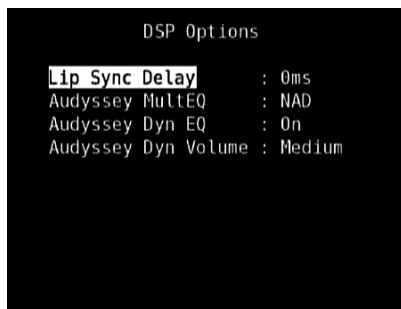 DSP Options
Lip Sync Delay : 0ms
Audyssey MultEQ : NAD
Audyssey Dyn EQ : On
Audyssey Dyn Volume : Medium